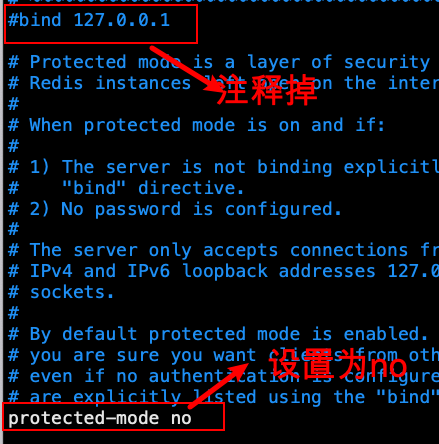 #bind 127.0.0.1
注释掉
# Protected mode is a layer of security
# Redis instances left open on the inter
#
# When protected mode is on and if:
#
# 1) The server is not binding explicitl
#    "bind" directive.
# 2) No password is configured.
#
# The server only accepts connections fr
# IPv4 and IPv6 loopback addresses 127.0
# sockets.
#
# By default protected mode is enabled.
设置为no
# you are sure you want clients from oth
# even if no authentication is configure
# are explicitly listed using the "bind"
protected-mode no